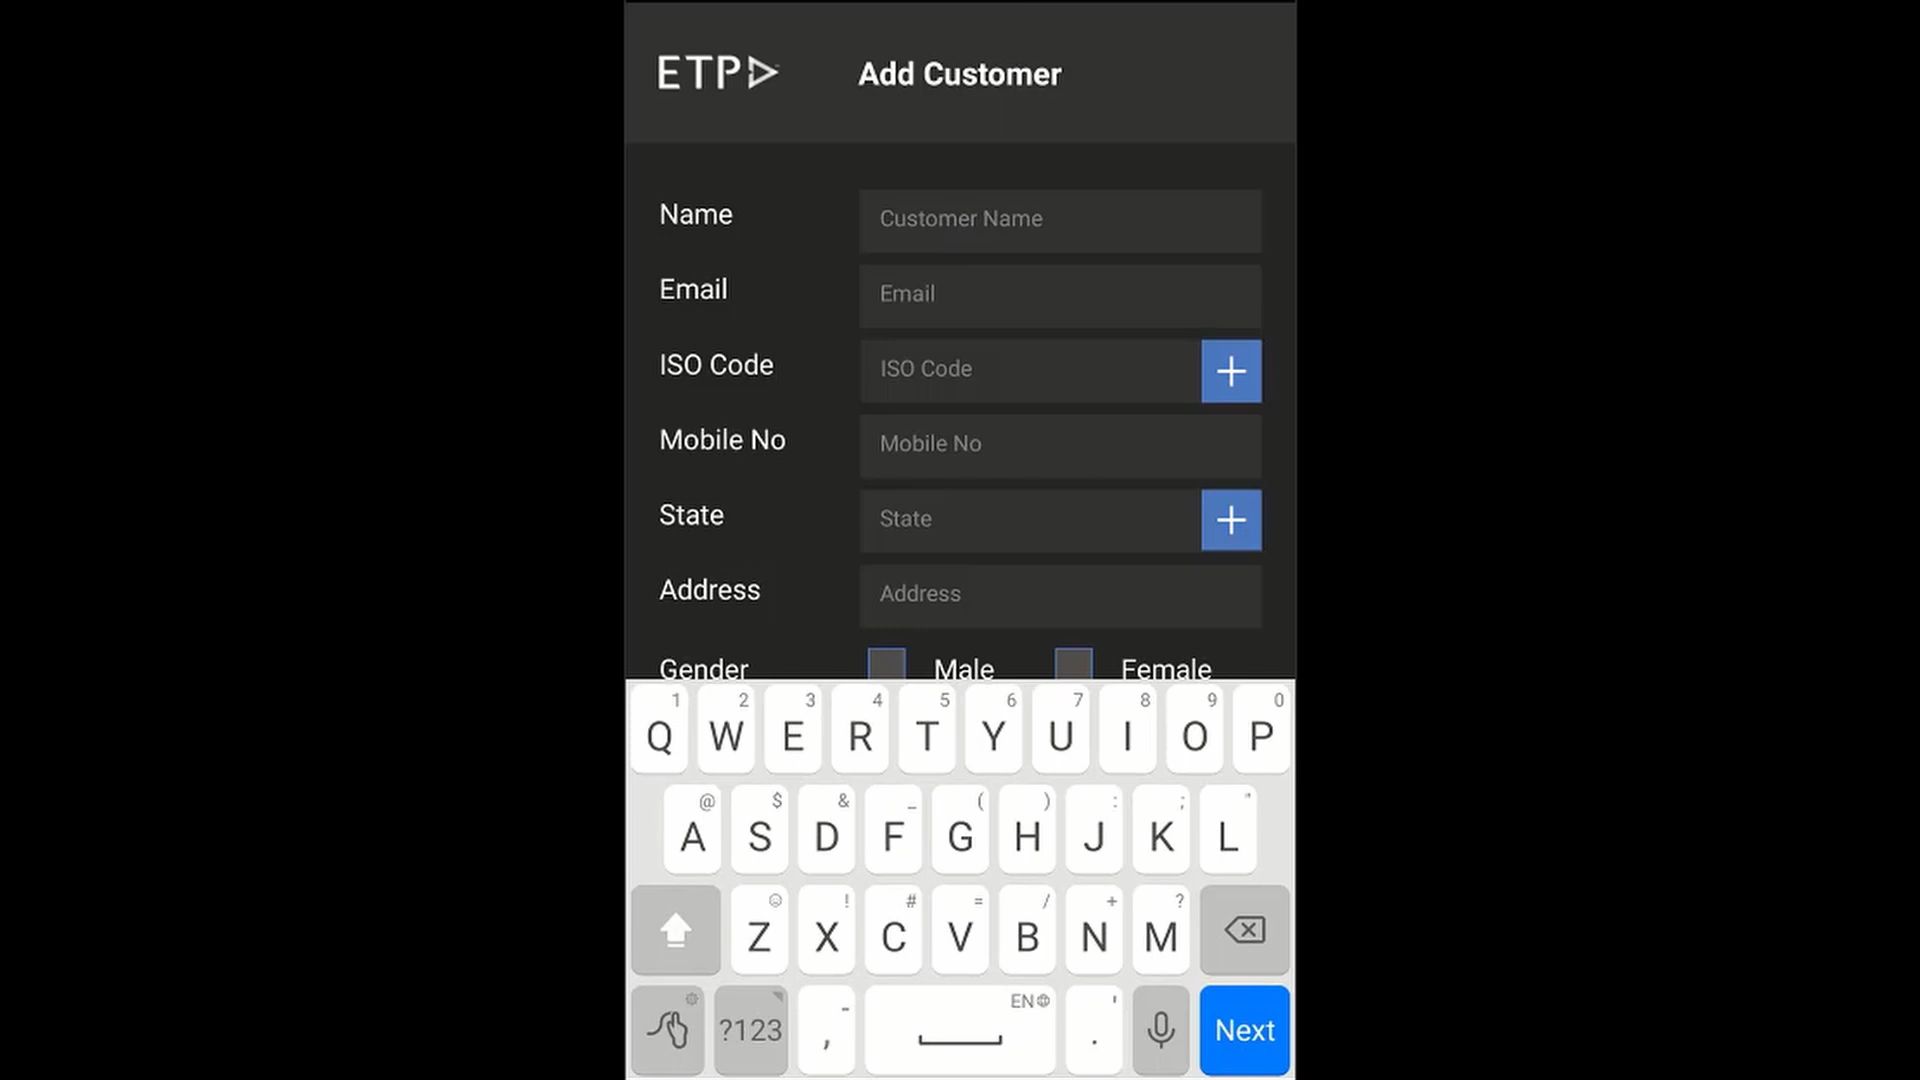 ETP Add Customer
Name Customer Name
Email Email
ISO Code ISO Code +
Mobile No Mobile No
State State +
Address Address
Gender Male Female
1 2 3 4 5 6 7 8 9 0
Q W E R T Y U I O P
@ $ & _ ( ) : ; "
A S D F G H J K L
! # = / + ?
Z X C V B N M
EN
?123 , - . ' Next